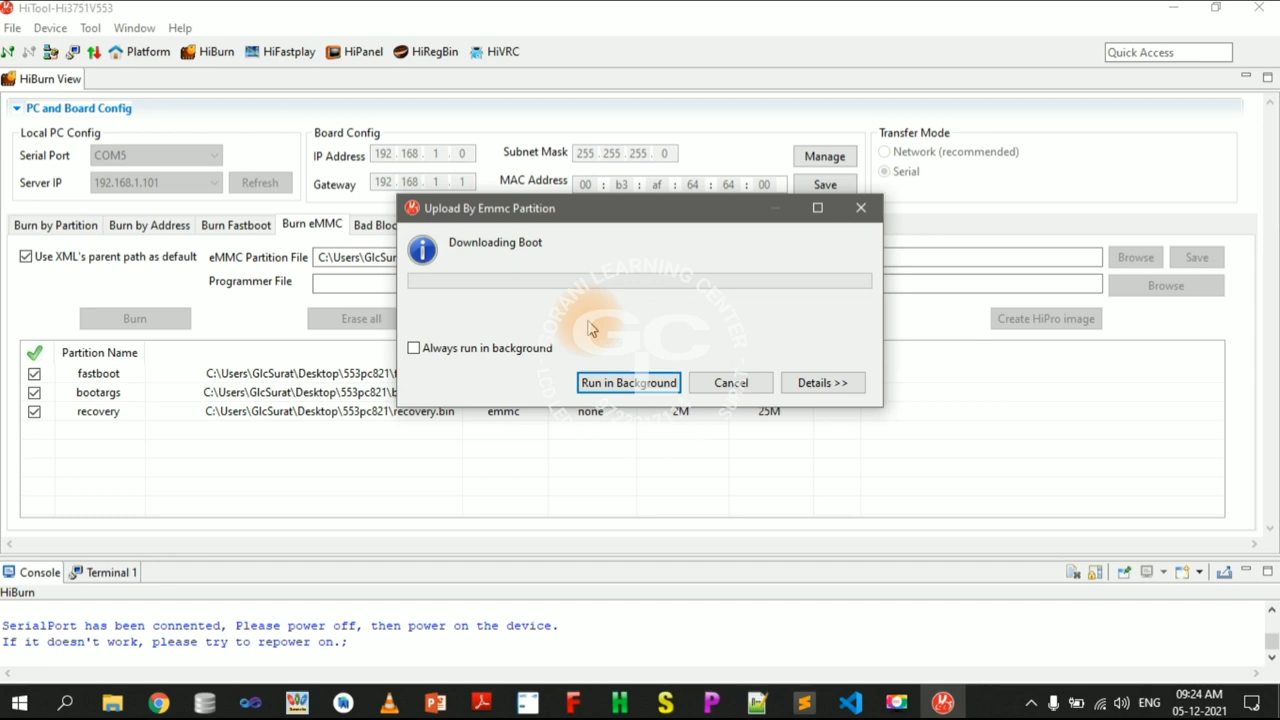 HiTool-Hi3751V553
File Device Tool Window Help
Platform HiBurn HiFastplay HiPanel HiRegBin HiVRC Quick Access
HiBurn View
PC and Board Config
Local PC Config Board Config Transfer Mode
Serial Port COM5 IP Address 192 . 168 . 1 . 0 Subnet Mask 255 . 255 . 255 . 0 Manage Network (recommended)
Server IP 192.168.1.101 Refresh Gateway 192 . 168 . 1 . 1 MAC Address 00 : b3 : af : 64 : 64 : 00 Save Serial
Upload By Emmc Partition
Burn by Partition Burn by Address Burn Fastboot Burn eMMC Bad Bloc
Downloading Boot
Use XML's parent path as default eMMC Partition File C:\Users\GlcSur Browse Save
Programmer File Browse
Burn Erase all Create HiPro image
Always run in background
Run in Background Cancel Details >>
Partition Name
fastboot C:\Users\GlcSurat\Desktop\553pc821\f
bootargs C:\Users\GlcSurat\Desktop\553pc821\b
recovery C:\Users\GlcSurat\Desktop\553pc821\recovery.bin emmc none 2M 25M
LEARNING CENTER
GC
Console Terminal 1
HiBurn
SerialPort has been connented, Please power off, then power on the device.
If it doesn't work, please try to repower on.;
ENG 09:24 AM
05-12-2021